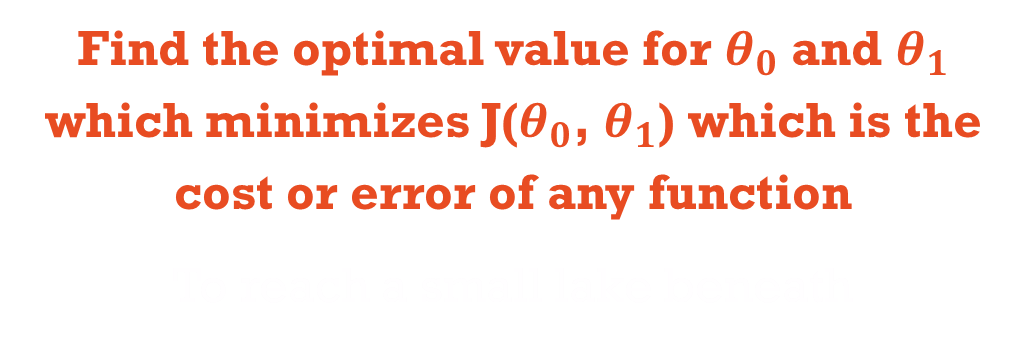 Find the optimal value for θ₀ and θ₁
which minimizes J(θ₀, θ₁) which is the
cost or error of any function